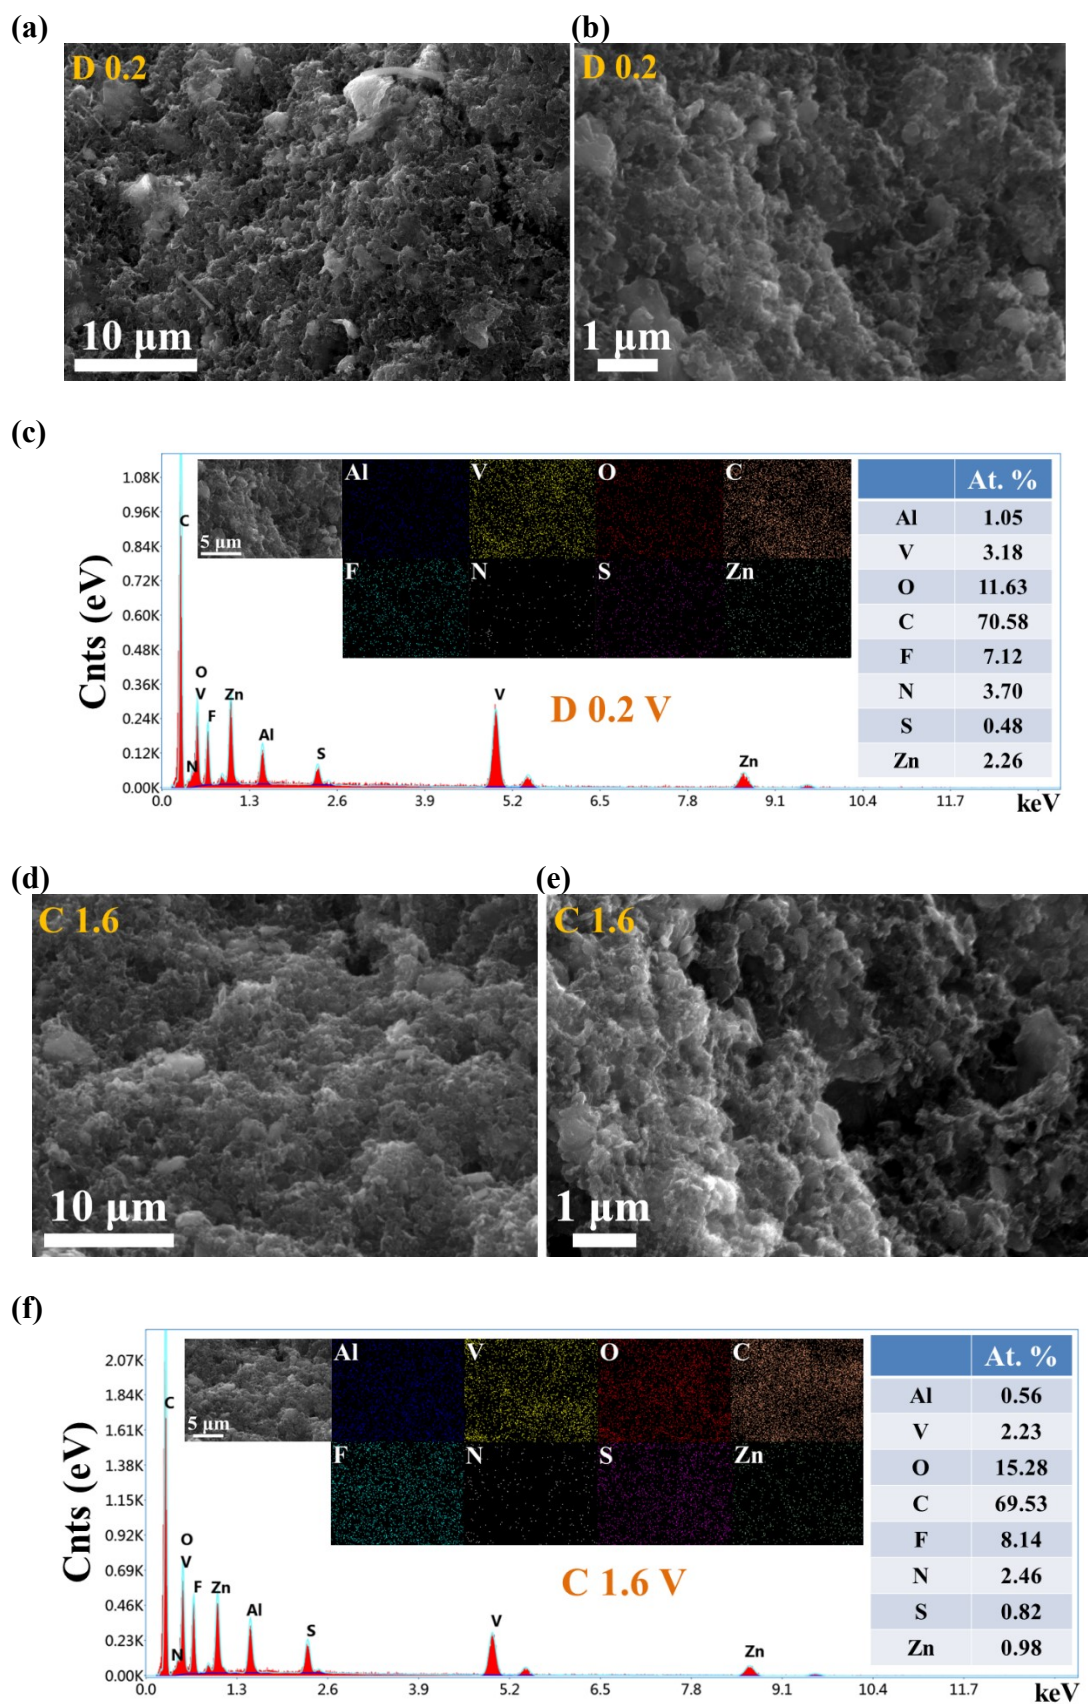 (a)
(b)
D 0.2
D 0.2
10 μm
1 μm
(c)
Cnts ((eV)
1.08K
0.96K
0.84K
0.72K
0.60K
0.48K
0.36K
0.24K
0.12K
0.00K
C
N
O
V
F
Zn
Al
S
V
Zn
5 μm
Al
V
O
C
F
N
S
Zn
D 0.2 V
0.0 1.3 2.6 3.9 5.2 6.5 7.8 9.1 10.4 11.7 keV
At. %
Al 1.05
V 3.18
O 11.63
C 70.58
F 7.12
N 3.70
S 0.48
Zn 2.26
(d)
(e)
C 1.6
C 1.6
10 μm
1 μm
(f)
Cnts (eV)
2.07K
1.84K
1.61K
1.38K
1.15K
0.92K
0.69K
0.46K
0.23K
0.00K
C
N
O
V
F
Zn
Al
S
V
Zn
5 μm
Al
V
O
C
F
N
S
Zn
C 1.6 V
0.0 1.3 2.6 3.9 5.2 6.5 7.8 9.1 10.4 11.7 keV
At. %
Al 0.56
V 2.23
O 15.28
C 69.53
F 8.14
N 2.46
S 0.82
Zn 0.98